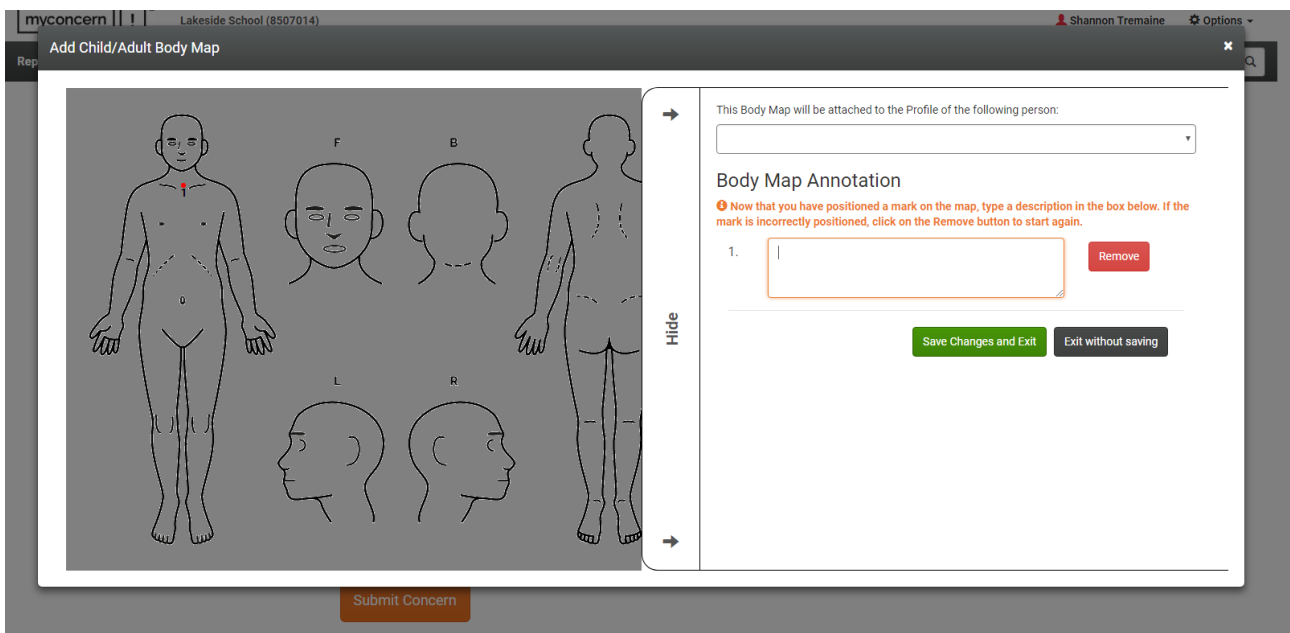 myconcern ! Lakeside School (8507014) Shannon Tremaine Options
Add Child/Adult Body Map ×
Rep
This Body Map will be attached to the Profile of the following person:
F B
Body Map Annotation
Now that you have positioned a mark on the map, type a description in the box below. If the
mark is incorrectly positioned, click on the Remove button to start again.
1
1.
Remove
Hide
Save Changes and Exit Exit without saving
L R
Submit Concern